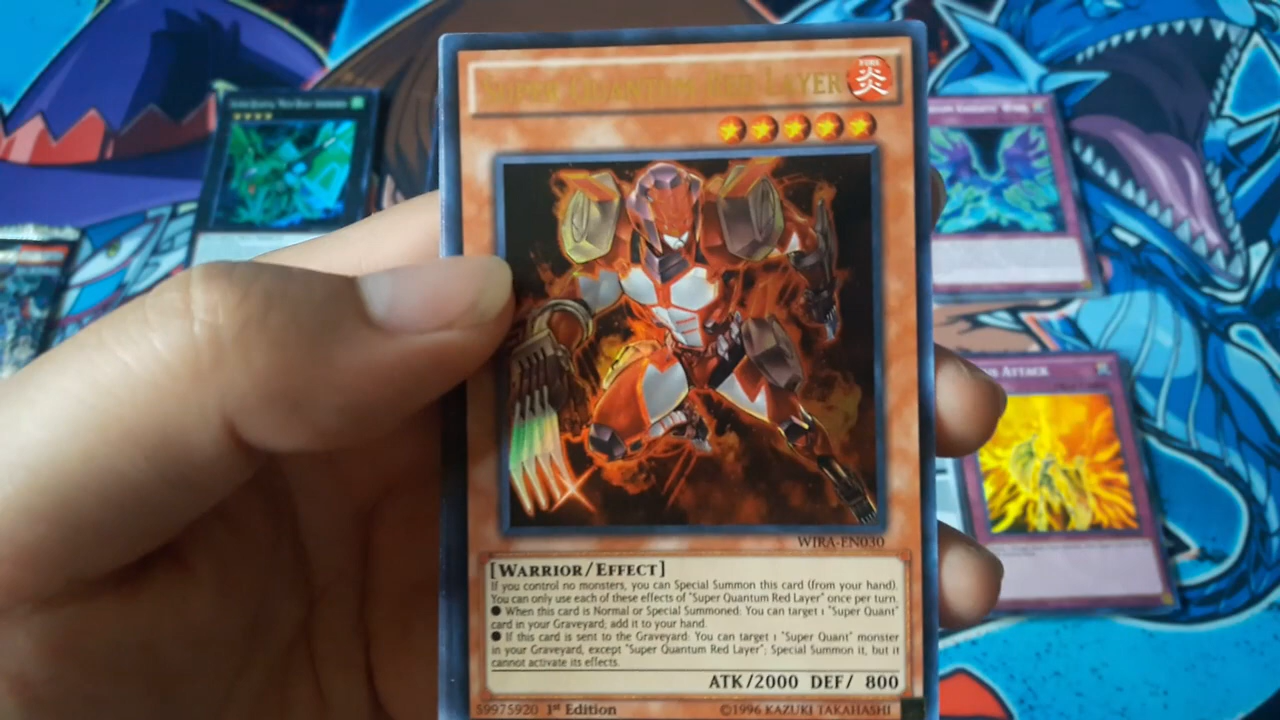 Super Quantum Red Layer
FIRE
炎
WIRA-EN030
[Warrior/Effect]
If you control no monsters, you can Special Summon this card (from your hand).
You can only use each of these effects of "Super Quantum Red Layer" once per turn.
● When this card is Normal or Special Summoned: You can target 1 "Super Quant"
card in your Graveyard; add it to your hand.
● If this card is sent to the Graveyard: You can target 1 "Super Quant" monster
in your Graveyard, except "Super Quantum Red Layer"; Special Summon it, but it
cannot activate its effects.
ATK/2000 DEF/ 800
59975920 1st Edition
©1996 KAZUKI TAKAHASHI
Attack